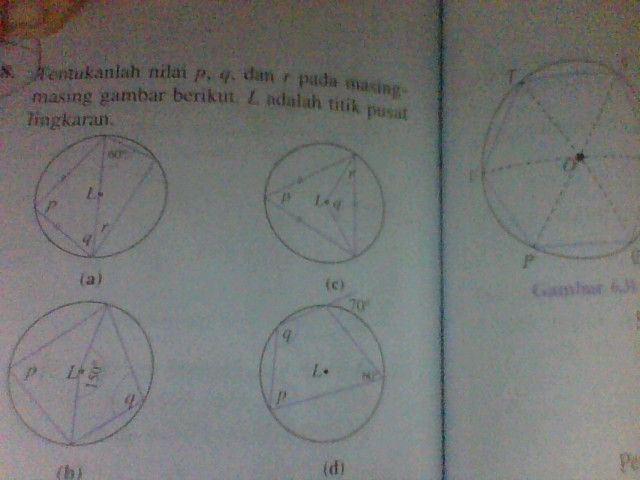 8. Tentukanlah nilai p, q, dan r pada masing-
masing gambar berikut. L adalah titik pusat
lingkaran.
60°
L
p
q
r
(a)
r
p
L
q
(c)
p
L
150°
q
(b)
70°
q
L
80°
p
(d)
T
O
P
Gambar 6.31
Pe